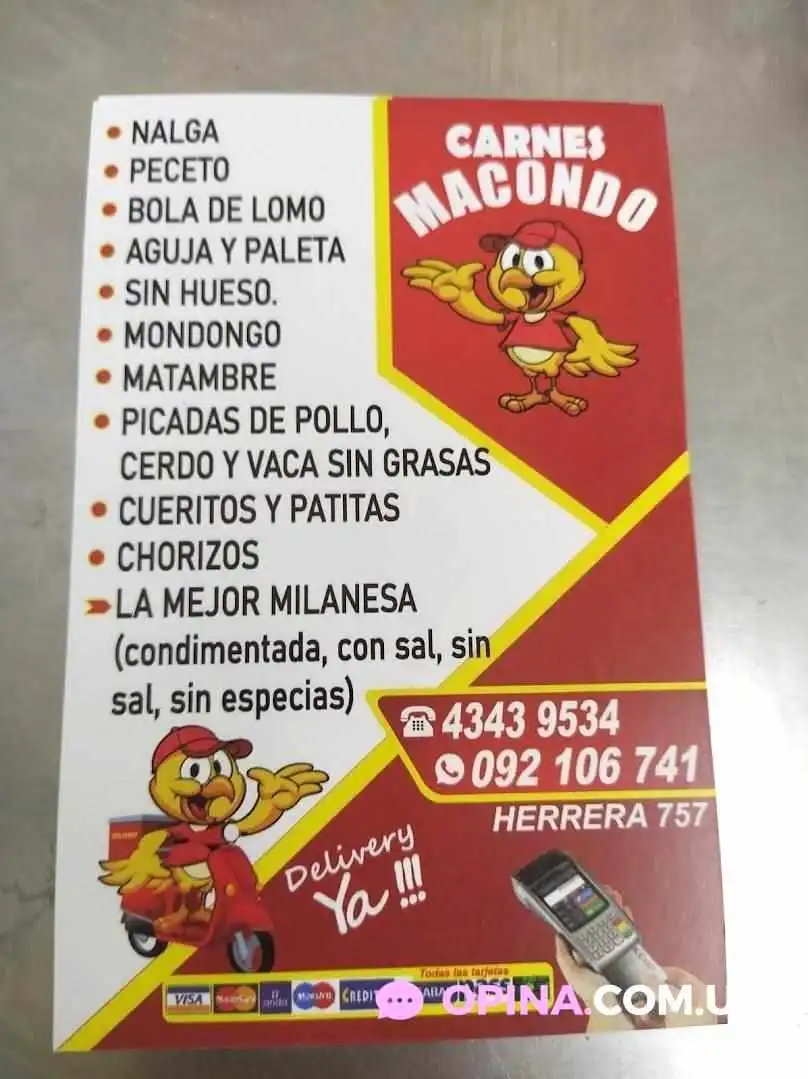 CARNES
MACONDO
NALGA
PECETO
BOLA DE LOMO
AGUJA Y PALETA
SIN HUESO.
MONDONGO
MATAMBRE
PICADAS DE POLLO,
CERDO Y VACA SIN GRASAS
CUERITOS Y PATITAS
CHORIZOS
LA MEJOR MILANESA
(condimentada, con sal, sin
sal, sin especias)
4343 9534
092 106 741
HERRERA 757
Delivery
Ya !!!
Todas las tarjetas
VISA MasterCard Maestro
OPINA.COM.U